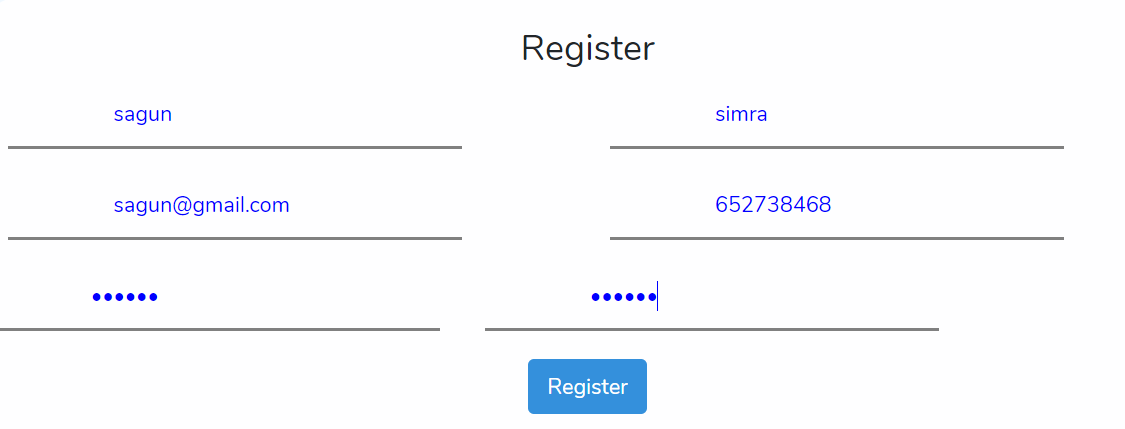 Register
sagun simra
sagun@gmail.com 652738468
•••••• ••••••
Register